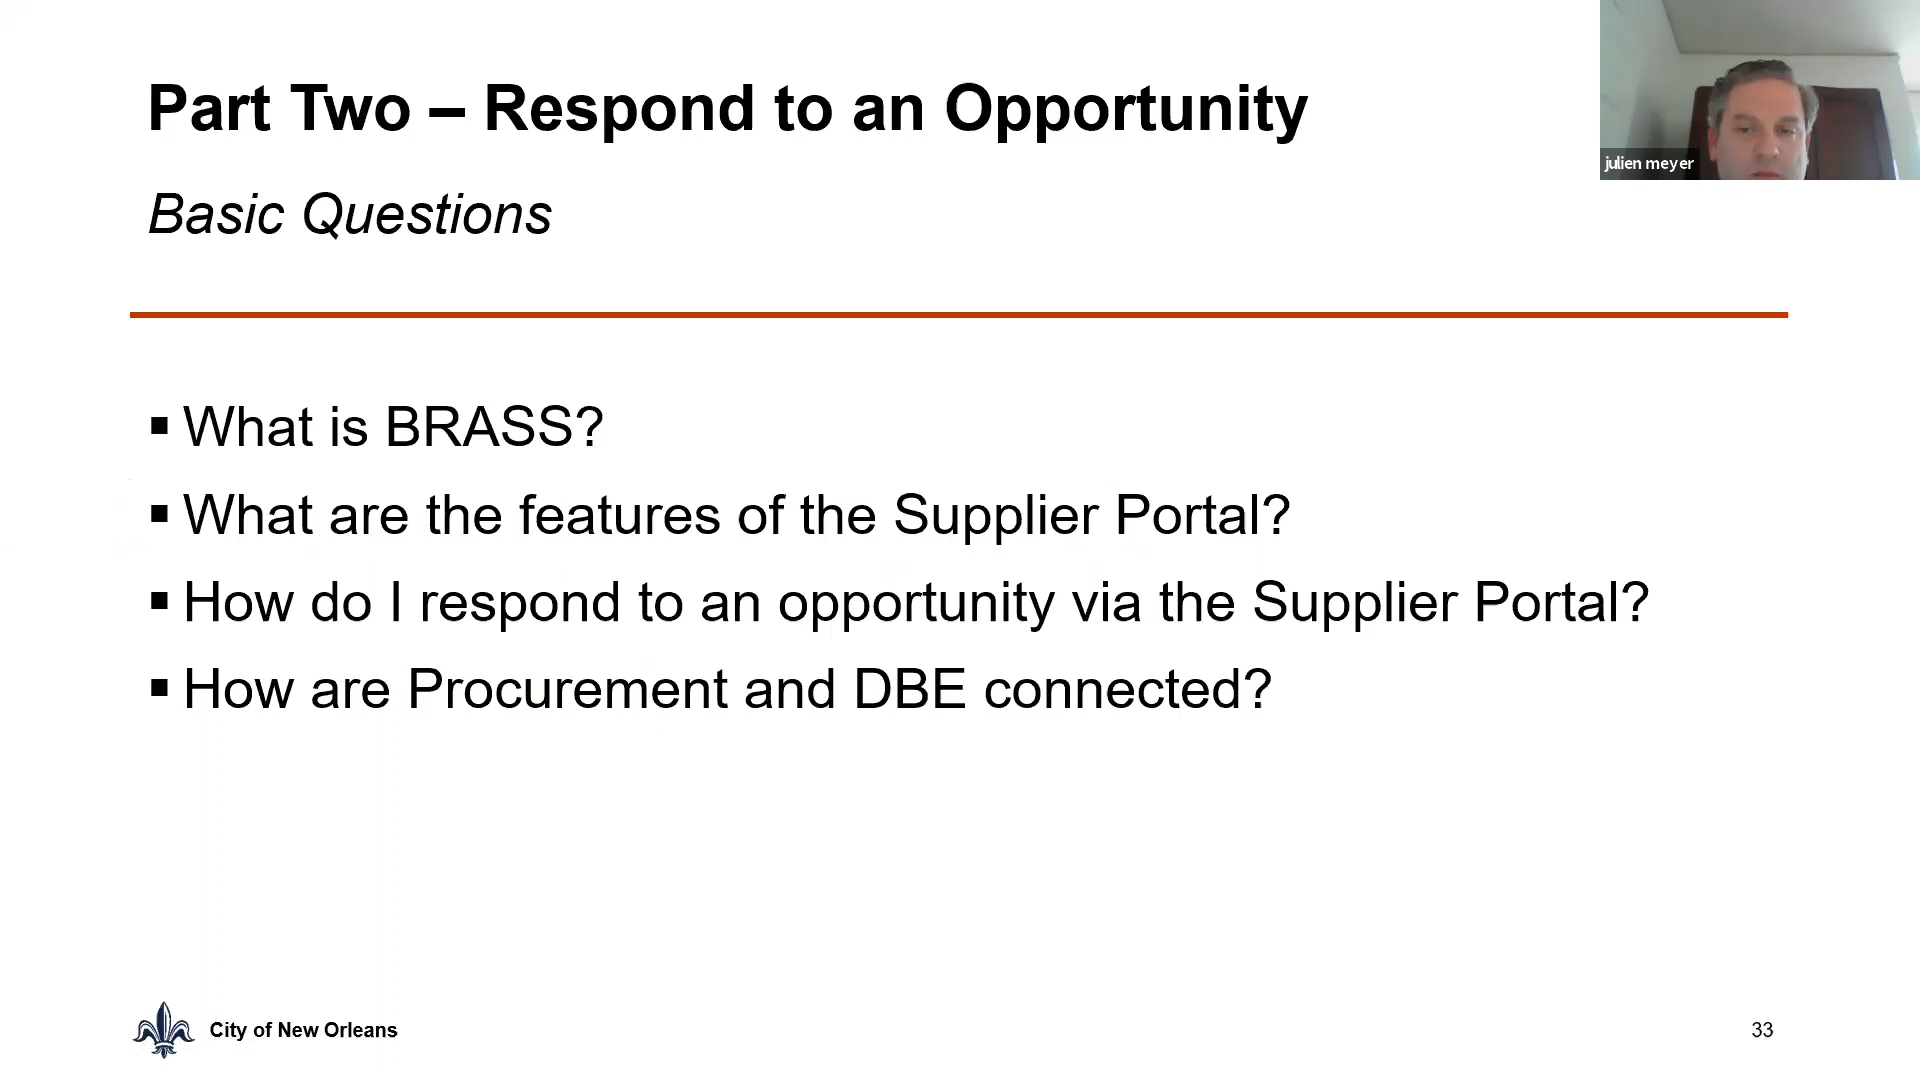 Part Two – Respond to an Opportunity
julien meyer
Basic Questions
▪ What is BRASS?
▪ What are the features of the Supplier Portal?
▪ How do I respond to an opportunity via the Supplier Portal?
▪ How are Procurement and DBE connected?
City of New Orleans
33